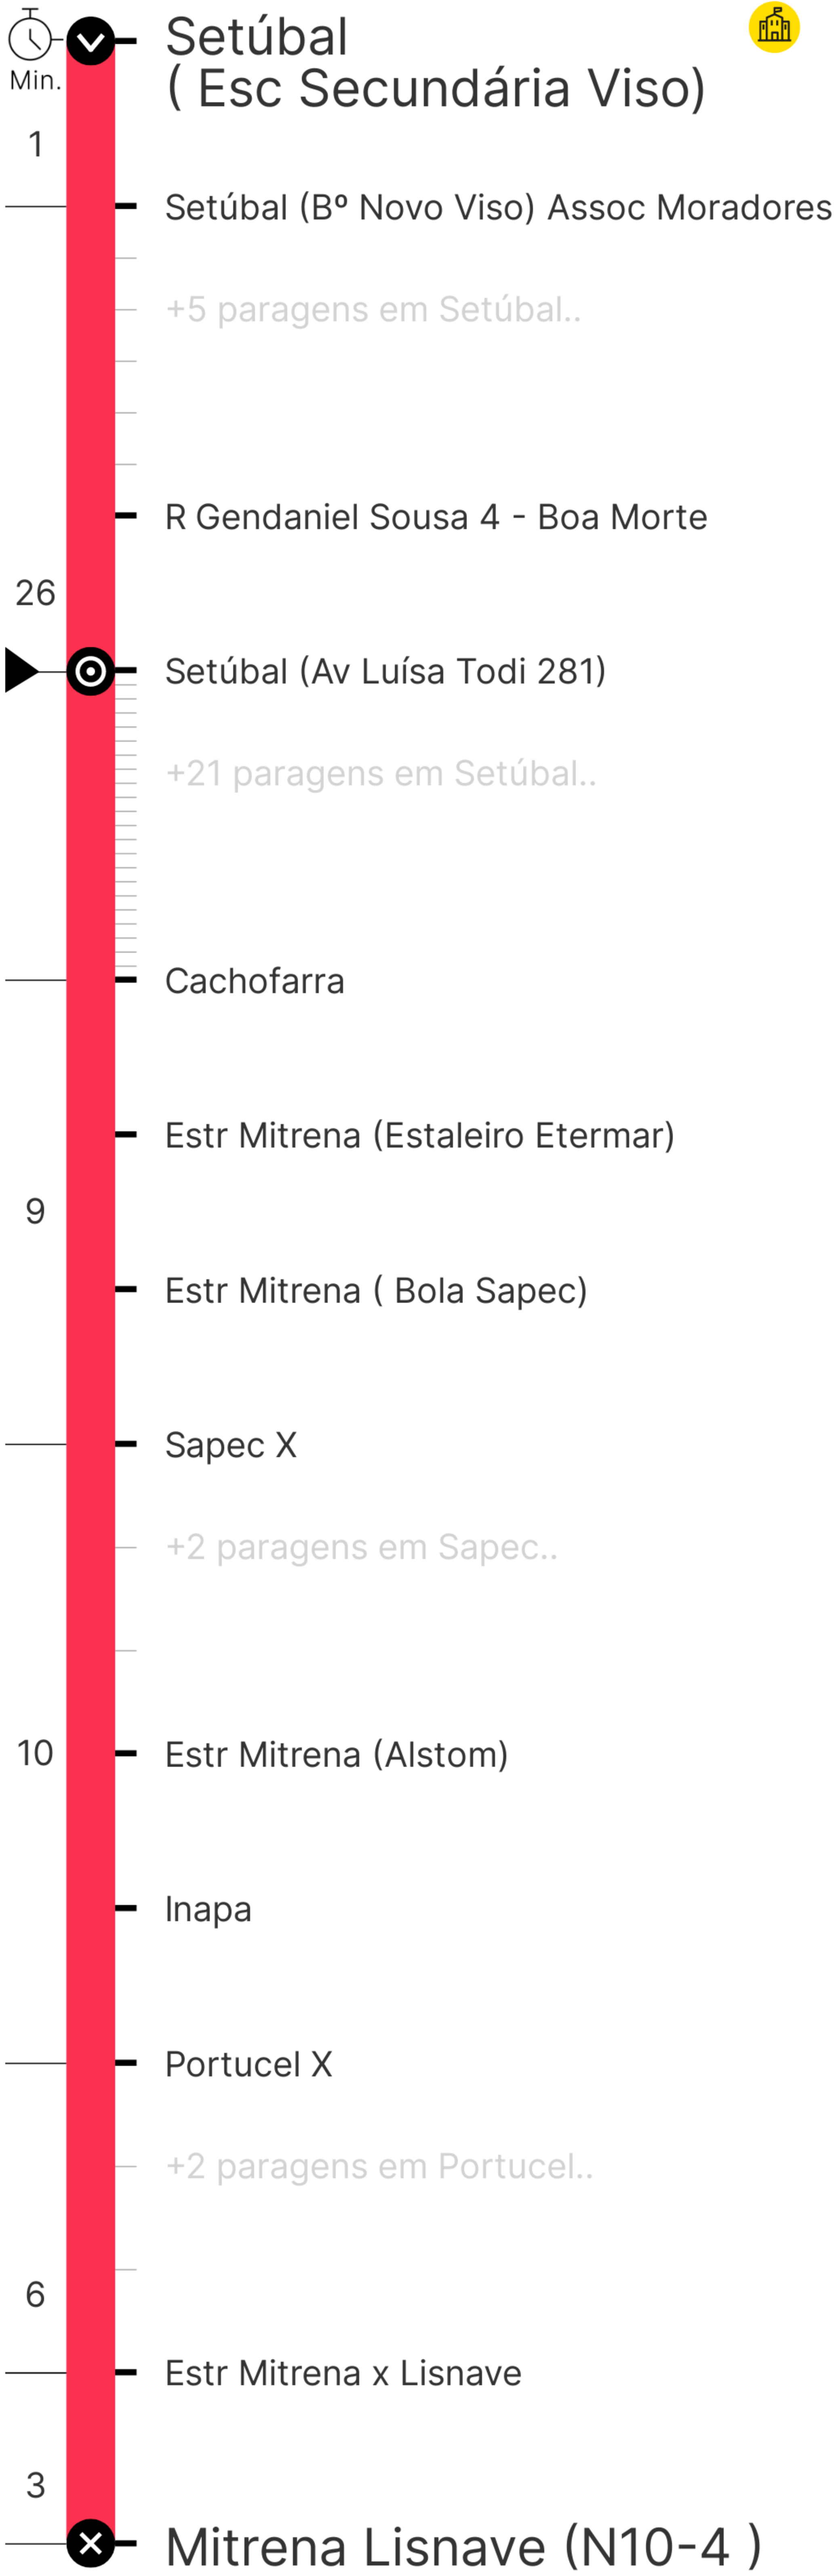 Setúbal
( Esc Secundária Viso)
Min.
1
Setúbal (Bº Novo Viso) Assoc Moradores
+5 paragens em Setúbal..
R Gendaniel Sousa 4 - Boa Morte
26
Setúbal (Av Luísa Todi 281)
+21 paragens em Setúbal..
Cachofarra
Estr Mitrena (Estaleiro Etermar)
9
Estr Mitrena ( Bola Sapec)
Sapec X
+2 paragens em Sapec..
10
Estr Mitrena (Alstom)
Inapa
Portucel X
+2 paragens em Portucel..
6
Estr Mitrena x Lisnave
3
Mitrena Lisnave (N10-4 )